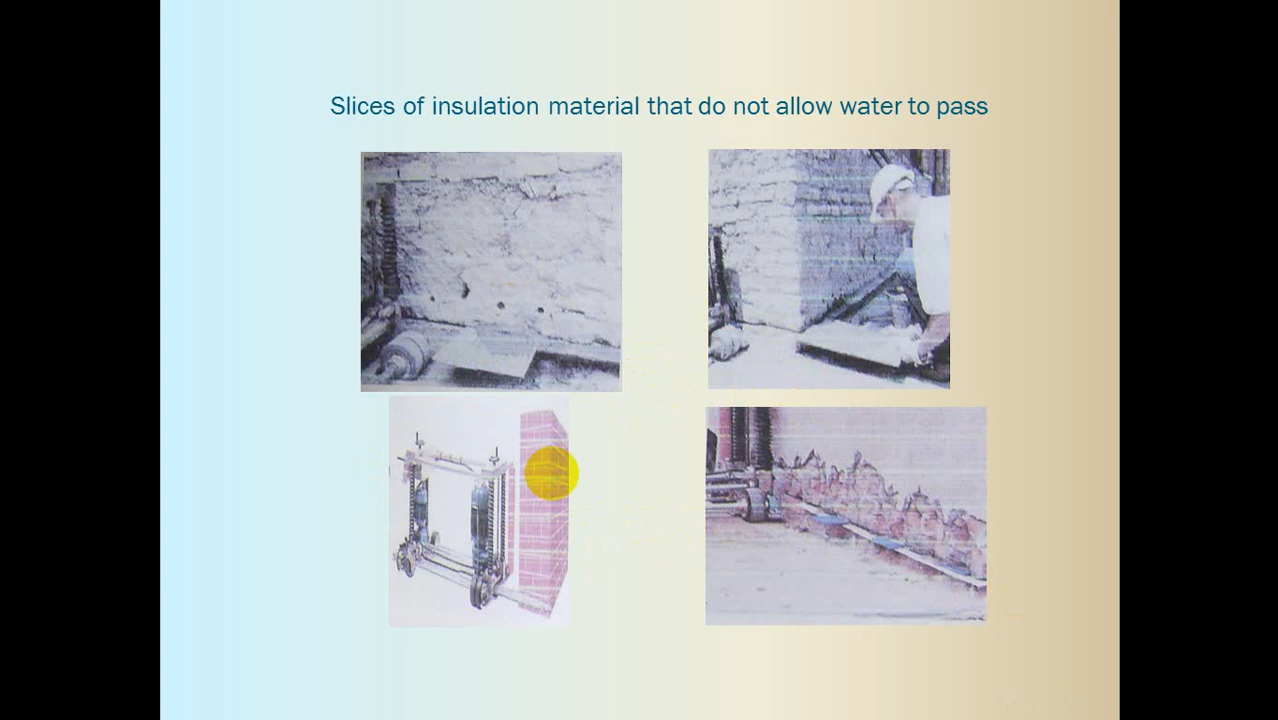 Slices of insulation material that do not allow water to pass